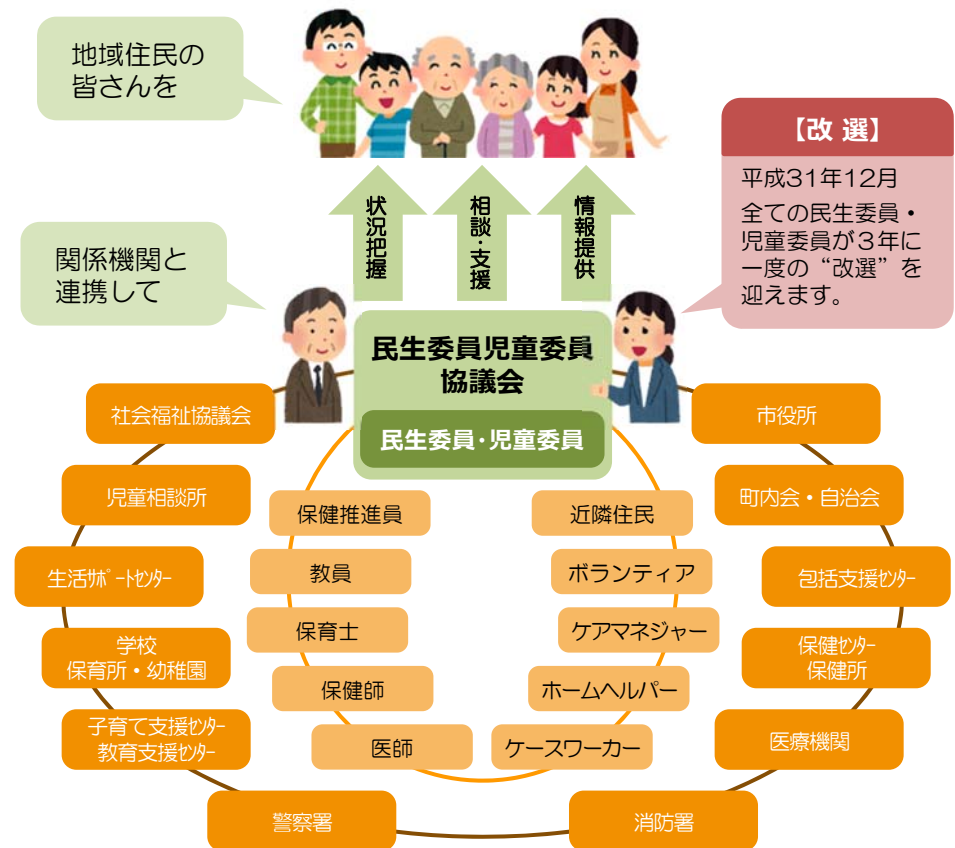 地域住民の
皆さんを
【改 選】
平成31年12月
全ての民生委員・
児童委員が３年に
一度の“改選”を
迎えます。
状況把握
相談・支援
情報提供
関係機関と
連携して
民生委員児童委員
協議会
民生委員・児童委員
社会福祉協議会
市役所
児童相談所
町内会・自治会
保健推進員
近隣住民
生活ｻﾎﾟｰﾄｾﾝﾀｰ
教員
ボランティア
包括支援ｾﾝﾀｰ
学校
保育所・幼稚園
保育士
ケアマネジャー
保健ｾﾝﾀｰ
保健所
保健師
ホームヘルパー
子育て支援ｾﾝﾀｰ
教育支援ｾﾝﾀｰ
医師
ケースワーカー
医療機関
警察署
消防署